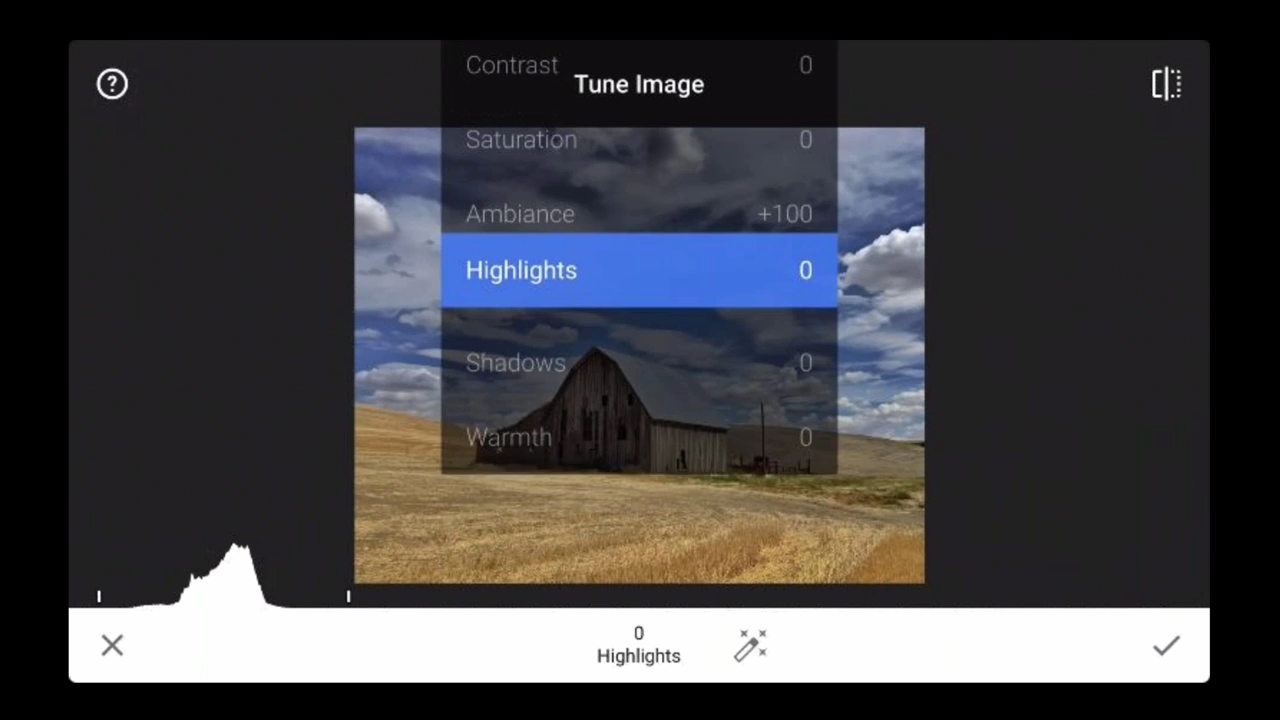 Contrast 0
Tune Image
Saturation 0
Ambiance +100
Highlights 0
Shadows 0
Warmth 0
0
Highlights